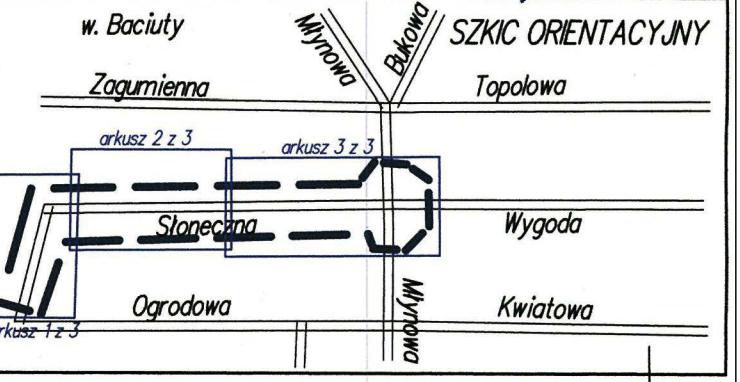 w. Baciuty
Młynowa
Bukowa
SZKIC ORIENTACYJNY
Zagumienna
Topolowa
arkusz 2 z 3
arkusz 3 z 3
Słoneczna
Wygoda
Ogrodowa
Młynowa
Kwiatowa
rkusz 1 z 3